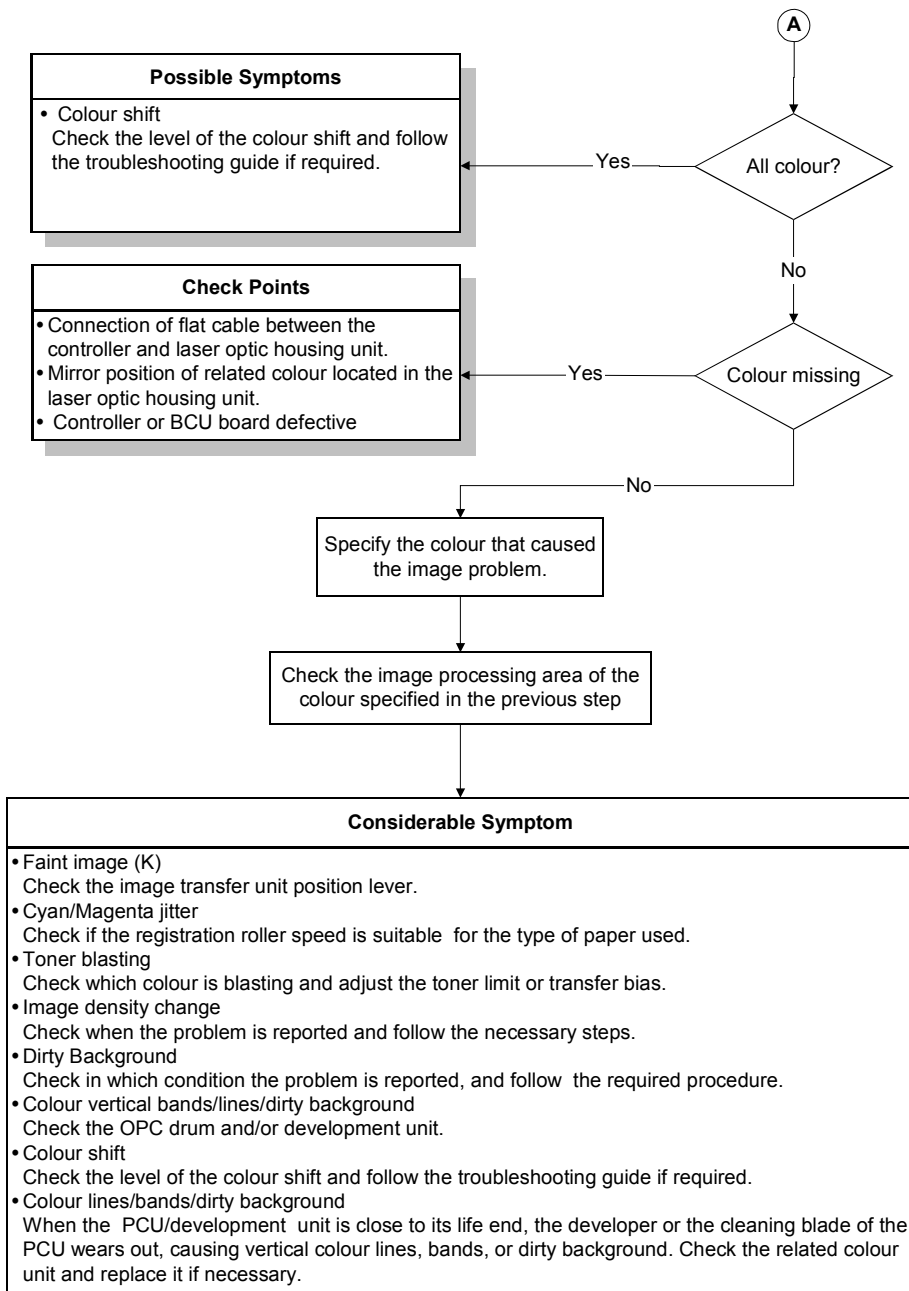 A
Possible Symptoms
• Colour shift
Check the level of the colour shift and follow
the troubleshooting guide if required.
Yes
All colour?
No
Check Points
• Connection of flat cable between the
controller and laser optic housing unit.
• Mirror position of related colour located in the
laser optic housing unit.
• Controller or BCU board defective
Yes
Colour missing
No
Specify the colour that caused
the image problem.
Check the image processing area of the
colour specified in the previous step
Considerable Symptom
• Faint image (K)
Check the image transfer unit position lever.
• Cyan/Magenta jitter
Check if the registration roller speed is suitable for the type of paper used.
• Toner blasting
Check which colour is blasting and adjust the toner limit or transfer bias.
• Image density change
Check when the problem is reported and follow the necessary steps.
• Dirty Background
Check in which condition the problem is reported, and follow the required procedure.
• Colour vertical bands/lines/dirty background
Check the OPC drum and/or development unit.
• Colour shift
Check the level of the colour shift and follow the troubleshooting guide if required.
• Colour lines/bands/dirty background
When the PCU/development unit is close to its life end, the developer or the cleaning blade of the
PCU wears out, causing vertical colour lines, bands, or dirty background. Check the related colour
unit and replace it if necessary.